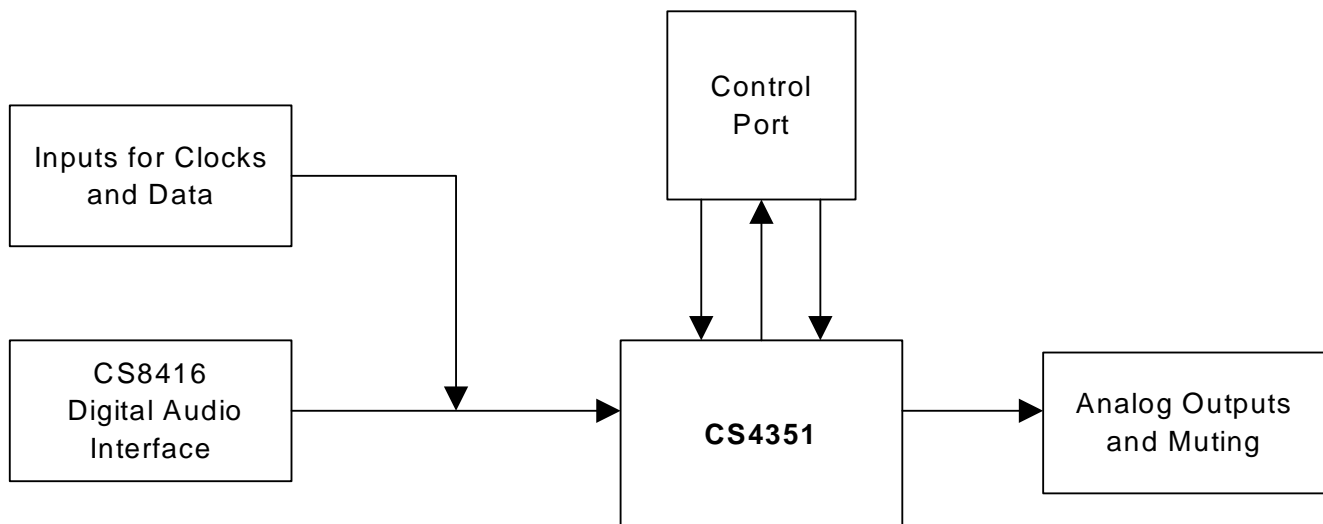 Control
Port
Inputs for Clocks
and Data
CS8416
Digital Audio
Interface
CS4351
Analog Outputs
and Muting